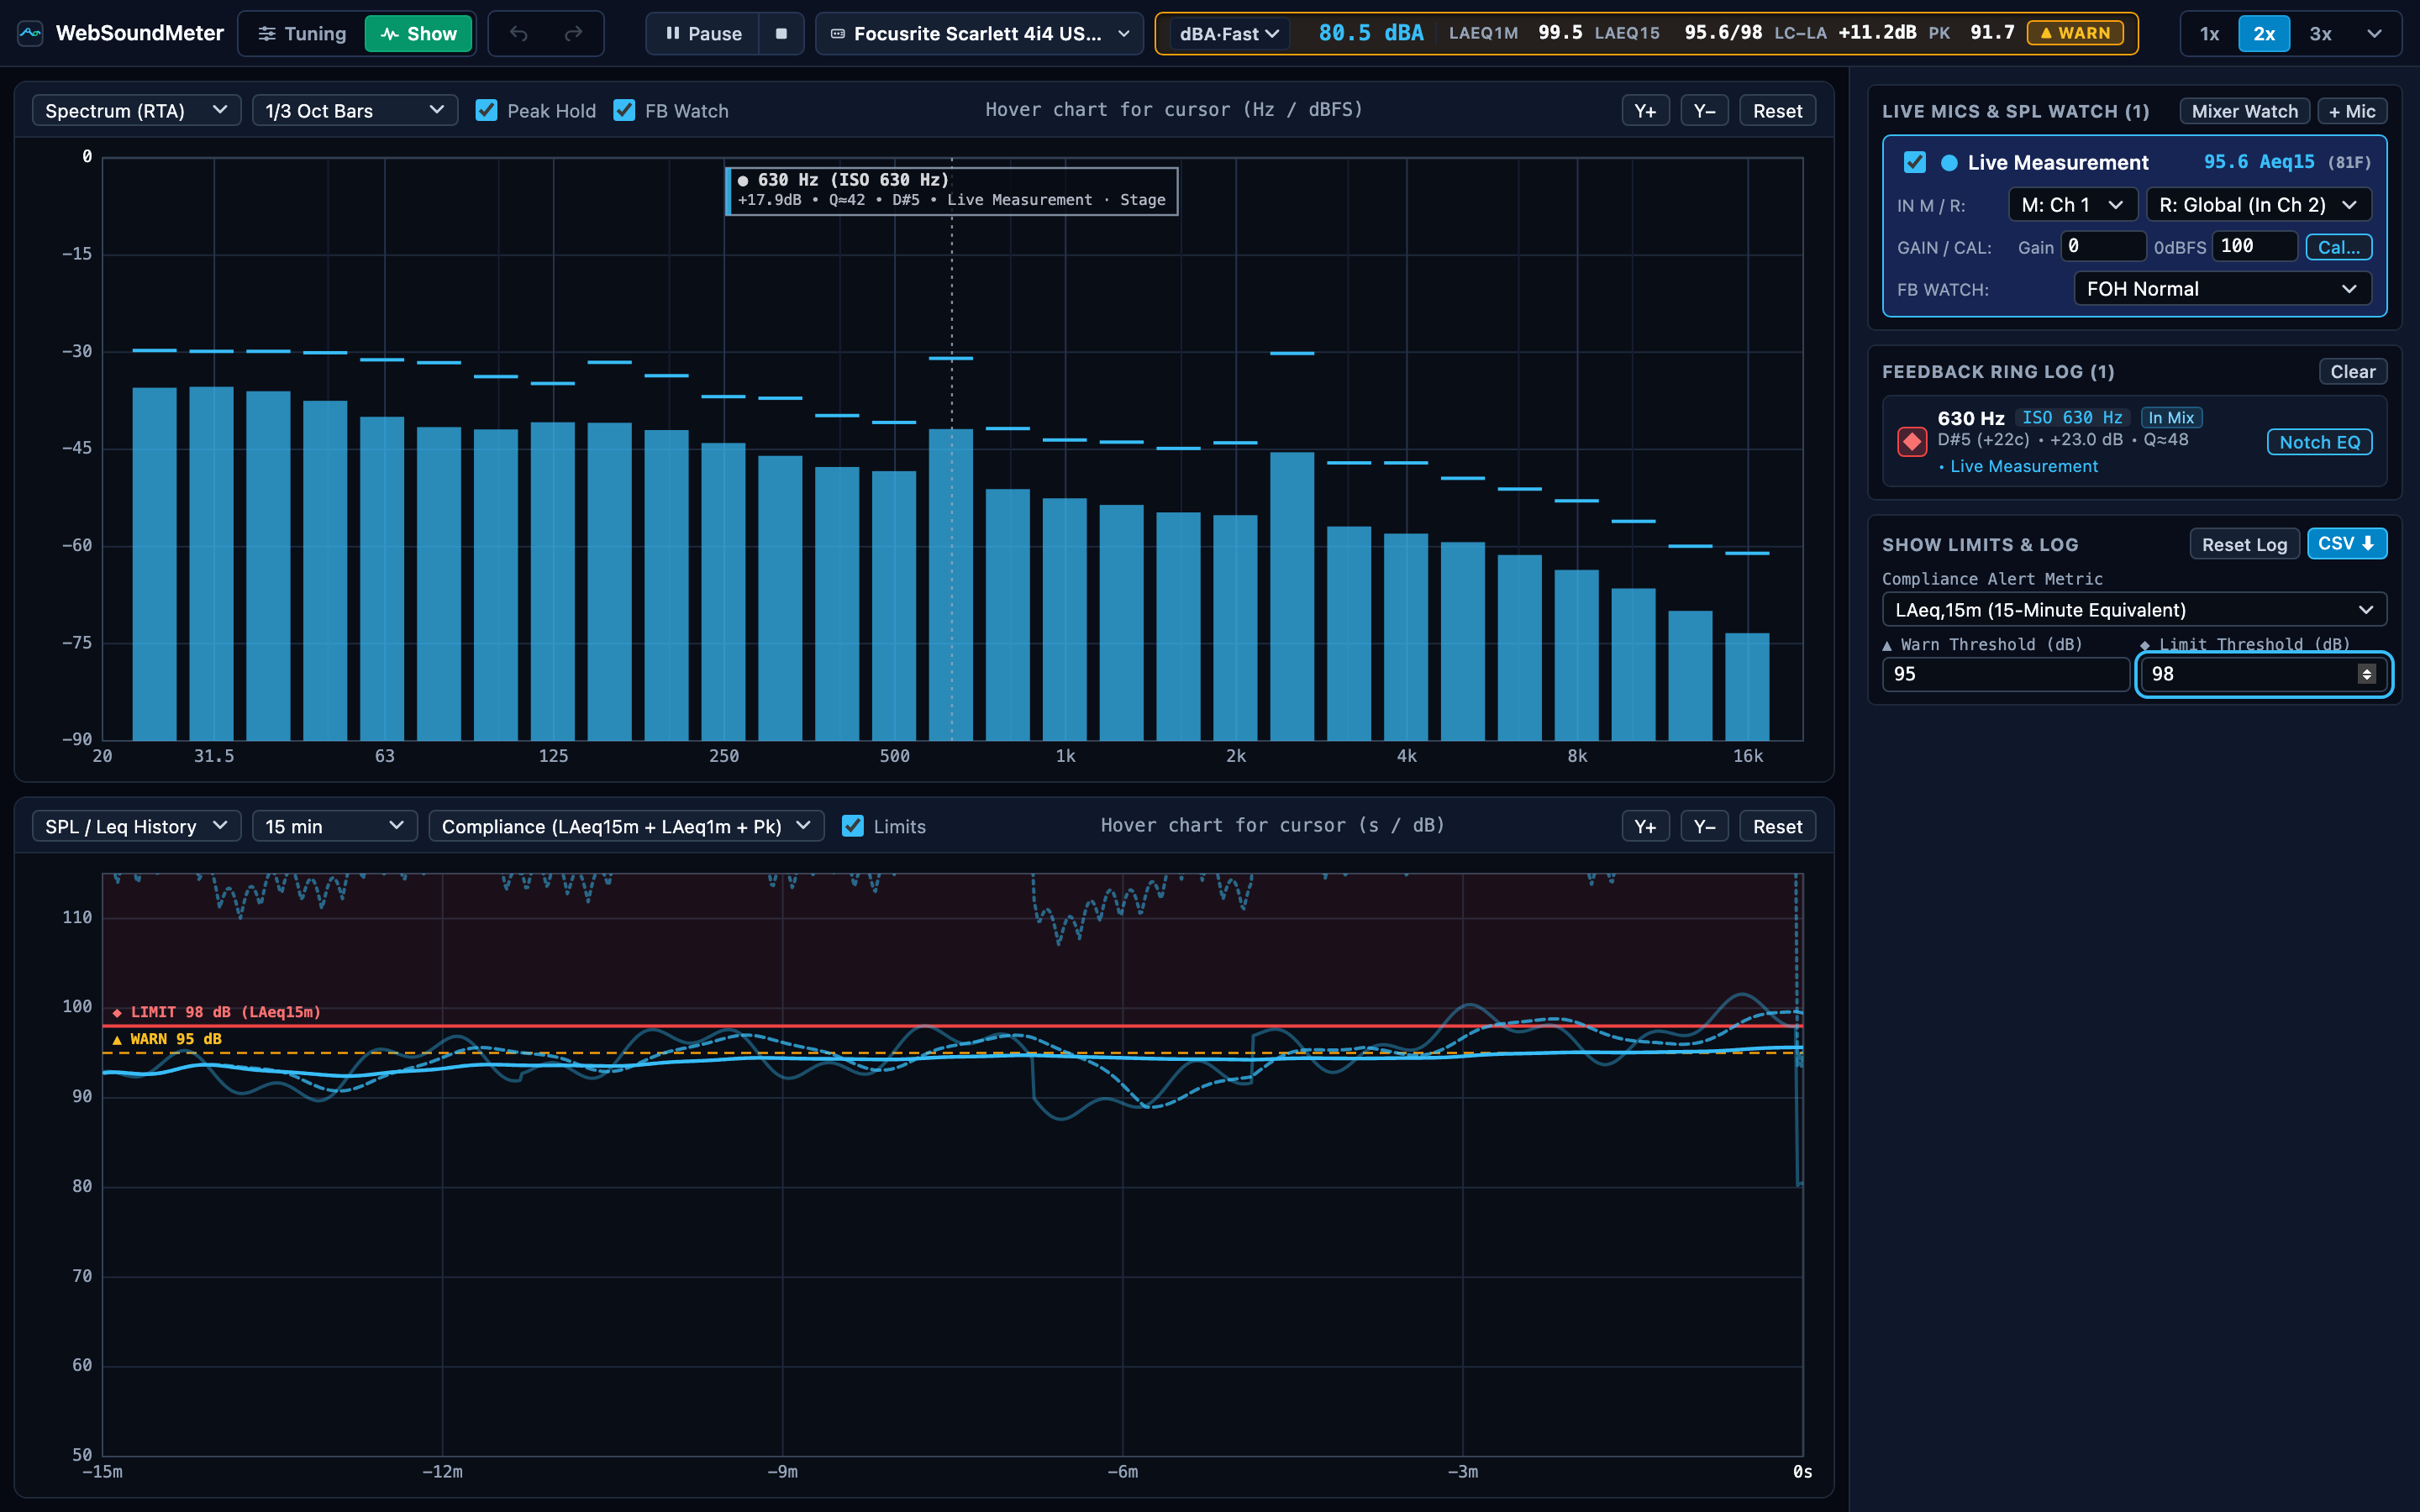 WebSoundMeter Tuning Show Pause Focusrite Scarlett 4i4 US... dBA·Fast 80.5 dBA LAEQ1M 99.5 LAEQ15 95.6/98 LC−LA +11.2dB PK 91.7 ▲ WARN 1x 2x 3x
Spectrum (RTA) 1/3 Oct Bars Peak Hold FB Watch Hover chart for cursor (Hz / dBFS) Y+ Y− Reset
0
−15
−30
−45
−60
−75
−90
● 630 Hz (ISO 630 Hz)
+17.9dB • Q≈42 • D#5 • Live Measurement · Stage
20 31.5 63 125 250 500 1k 2k 4k 8k 16k
SPL / Leq History 15 min Compliance (LAeq15m + LAeq1m + Pk) Limits Hover chart for cursor (s / dB) Y+ Y− Reset
110
100
90
80
70
60
50
◆ LIMIT 98 dB (LAeq15m)
▲ WARN 95 dB
−15m −12m −9m −6m −3m 0s
LIVE MICS & SPL WATCH (1) Mixer Watch + Mic
Live Measurement 95.6 Aeq15 (81F)
IN M / R: M: Ch 1 R: Global (In Ch 2)
GAIN / CAL: Gain 0 0dBFS 100 Cal...
FB WATCH: FOH Normal
FEEDBACK RING LOG (1) Clear
630 Hz ISO 630 Hz In Mix
D#5 (+22c) • +23.0 dB • Q≈48
• Live Measurement
Notch EQ
SHOW LIMITS & LOG Reset Log CSV ⬇
Compliance Alert Metric
LAeq,15m (15-Minute Equivalent)
▲ Warn Threshold (dB) ◆ Limit Threshold (dB)
95 98